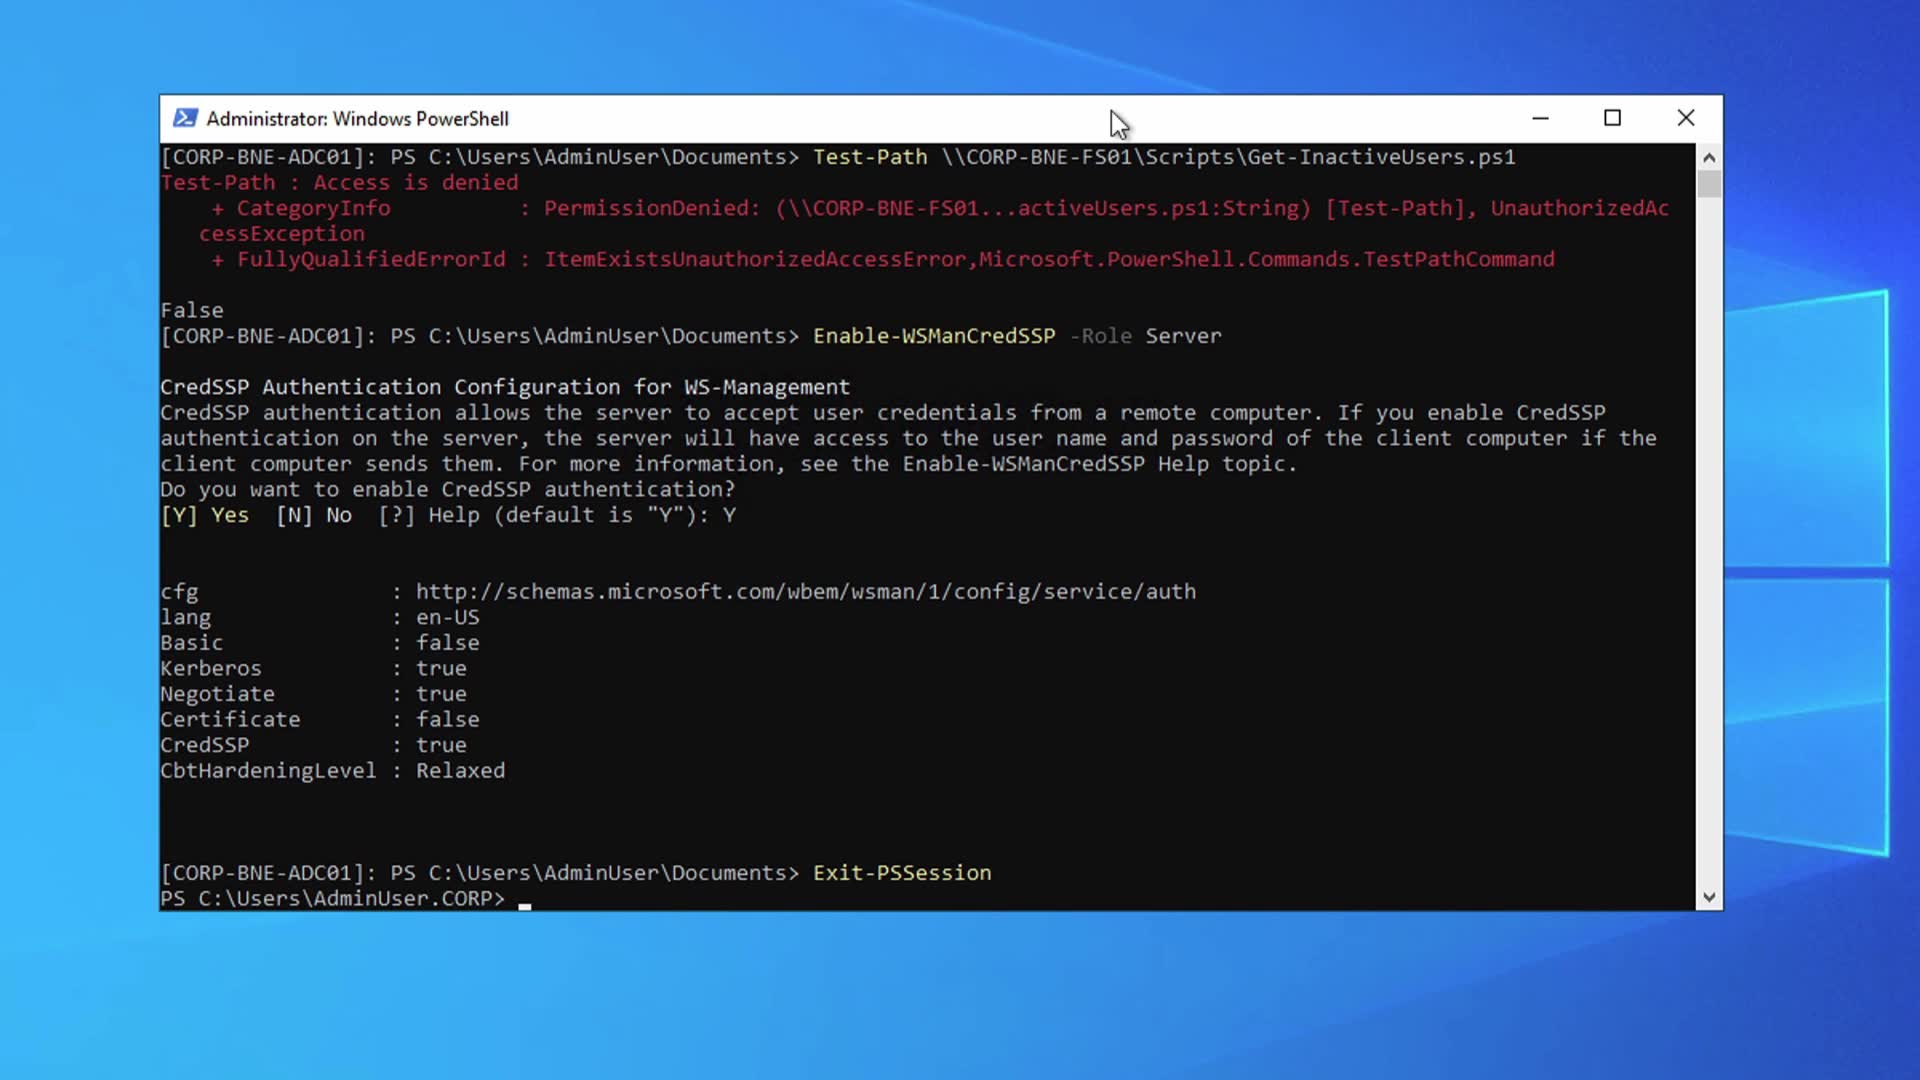 Administrator: Windows PowerShell
[CORP-BNE-ADC01]: PS C:\Users\AdminUser\Documents> Test-Path \\CORP-BNE-FS01\Scripts\Get-InactiveUsers.ps1
Test-Path : Access is denied
    + CategoryInfo          : PermissionDenied: (\\CORP-BNE-FS01...activeUsers.ps1:String) [Test-Path], UnauthorizedAc
   cessException
    + FullyQualifiedErrorId : ItemExistsUnauthorizedAccessError,Microsoft.PowerShell.Commands.TestPathCommand
False
[CORP-BNE-ADC01]: PS C:\Users\AdminUser\Documents> Enable-WSManCredSSP -Role Server
CredSSP Authentication Configuration for WS-Management
CredSSP authentication allows the server to accept user credentials from a remote computer. If you enable CredSSP
authentication on the server, the server will have access to the user name and password of the client computer if the
client computer sends them. For more information, see the Enable-WSManCredSSP Help topic.
Do you want to enable CredSSP authentication?
[Y] Yes  [N] No  [?] Help (default is "Y"): Y
cfg               : http://schemas.microsoft.com/wbem/wsman/1/config/service/auth
lang              : en-US
Basic             : false
Kerberos          : true
Negotiate         : true
Certificate       : false
CredSSP           : true
CbtHardeningLevel : Relaxed
[CORP-BNE-ADC01]: PS C:\Users\AdminUser\Documents> Exit-PSSession
PS C:\Users\AdminUser.CORP>